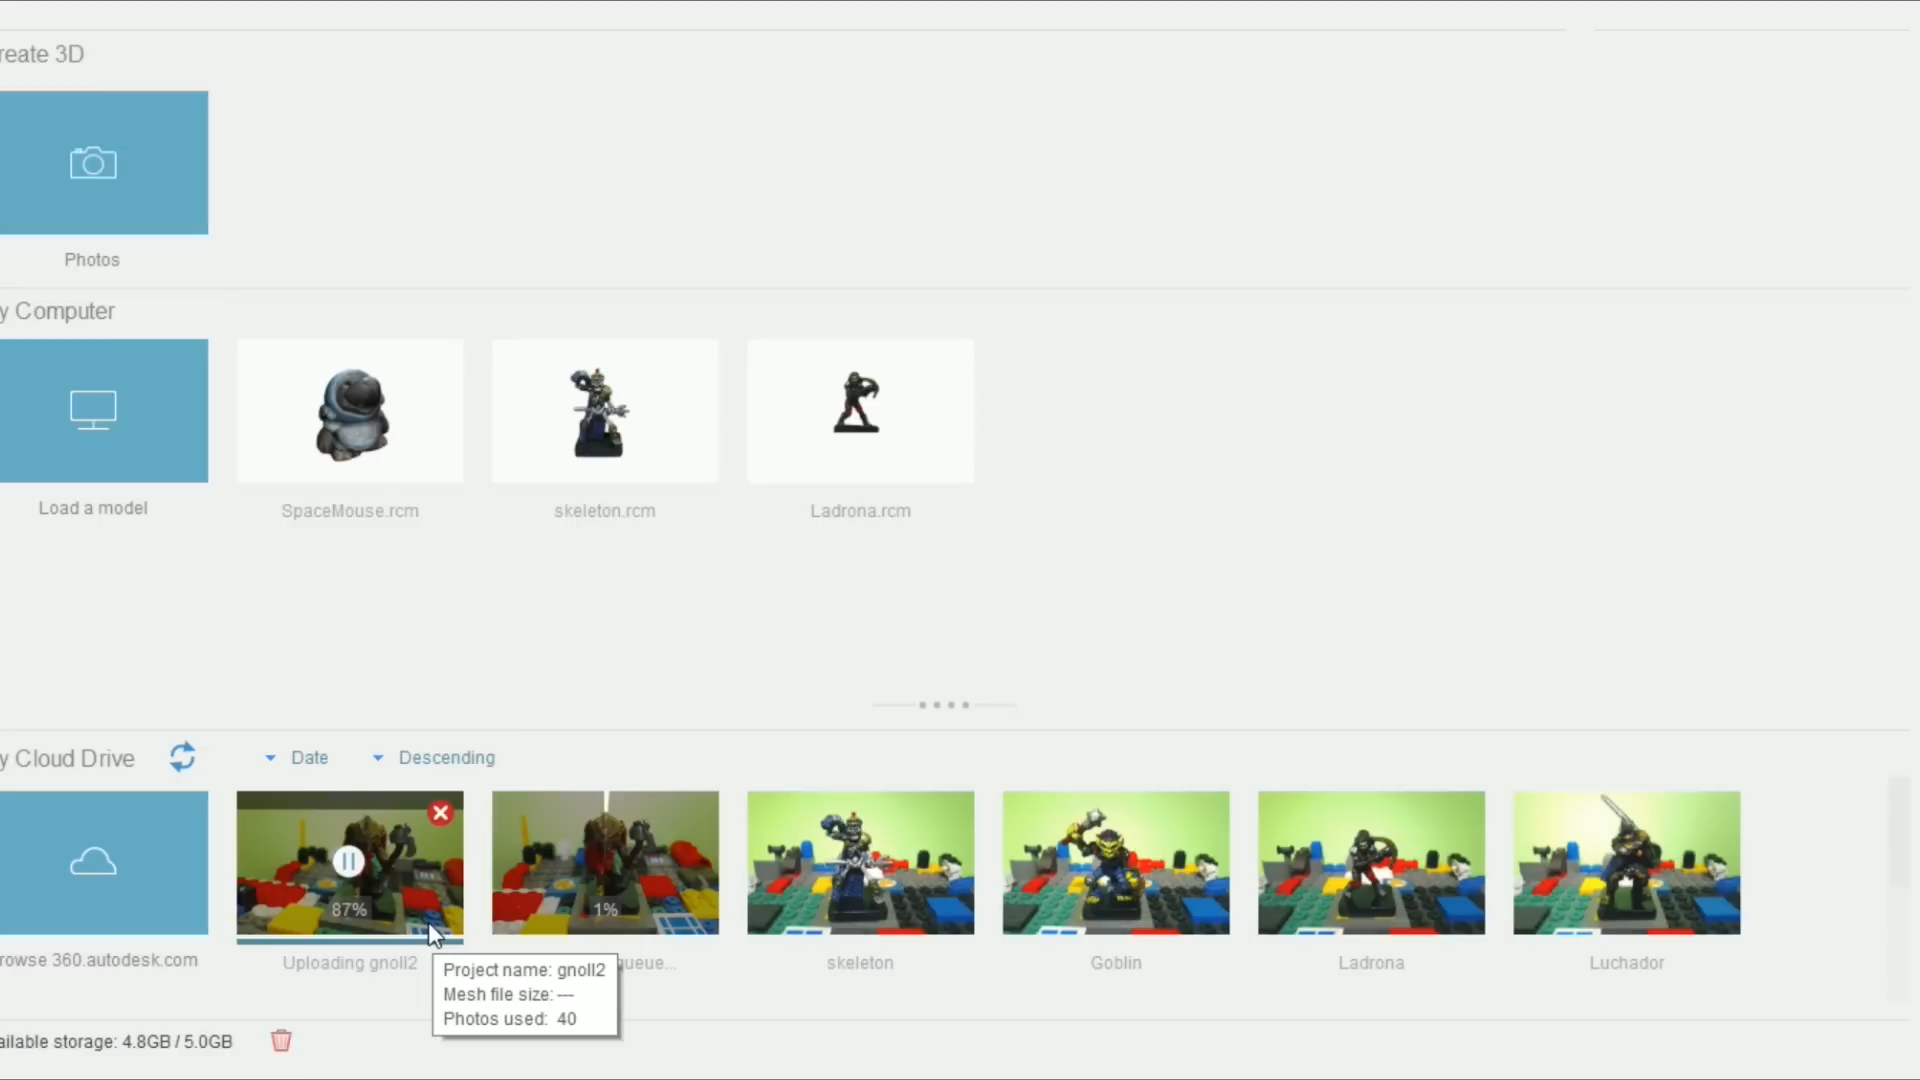 reate 3D
Photos
y Computer
Load a model
SpaceMouse.rcm
skeleton.rcm
Ladrona.rcm
y Cloud Drive
Date
Descending
87%
1%
rowse 360.autodesk.com
Uploading gnoll2
ueue...
skeleton
Goblin
Ladrona
Luchador
Project name: gnoll2
Mesh file size: —
Photos used: 40
ailable storage: 4.8GB / 5.0GB